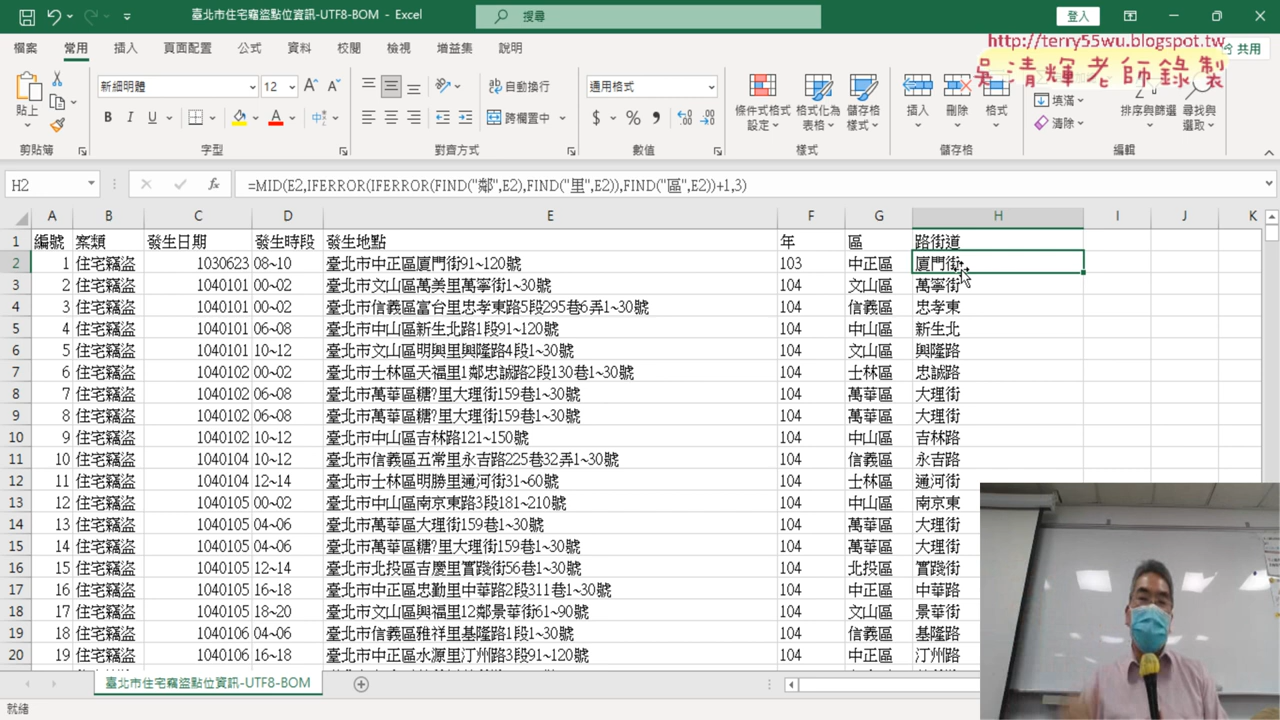 臺北市住宅竊盜點位資訊-UTF8-BOM - Excel
搜尋
登入
http://terry55wu.blogspot.tw
吳清輝老師錄製
檔案 常用 插入 頁面配置 公式 資料 校閱 檢視 增益集 說明 共用
新細明體 12 自動換行 通用格式
貼上 B I U 跨欄置中 $ % 條件式格式設定 格式化為表格 儲存格樣式 插入 刪除 格式 填滿 清除 排序與篩選 尋找與選取
剪貼簿 字型 對齊方式 數值 樣式 儲存格 編輯
H2 fx =MID(E2,IFERROR(IFERROR(FIND("鄰",E2),FIND("里",E2)),FIND("區",E2))+1,3)
A B C D E F G H I J K
1 編號 案類 發生日期 發生時段 發生地點 年 區 路街道
2 1 住宅竊盜 1030623 08~10 臺北市中正區廈門街91~120號 103 中正區 廈門街
3 2 住宅竊盜 1040101 00~02 臺北市文山區萬美里萬寧街1~30號 104 文山區 萬寧街
4 3 住宅竊盜 1040101 00~02 臺北市信義區富台里忠孝東路5段295巷6弄1~30號 104 信義區 忠孝東
5 4 住宅竊盜 1040101 06~08 臺北市中山區新生北路1段91~120號 104 中山區 新生北
6 5 住宅竊盜 1040101 10~12 臺北市文山區明興里興隆路4段1~30號 104 文山區 興隆路
7 6 住宅竊盜 1040102 00~02 臺北市士林區天福里1鄰忠誠路2段130巷1~30號 104 士林區 忠誠路
8 7 住宅竊盜 1040102 06~08 臺北市萬華區糖?里大理街159巷1~30號 104 萬華區 大理街
9 8 住宅竊盜 1040102 06~08 臺北市萬華區糖?里大理街159巷1~30號 104 萬華區 大理街
10 9 住宅竊盜 1040102 10~12 臺北市中山區吉林路121~150號 104 中山區 吉林路
11 10 住宅竊盜 1040104 10~12 臺北市信義區五常里永吉路225巷32弄1~30號 104 信義區 永吉路
12 11 住宅竊盜 1040104 12~14 臺北市士林區明勝里通河街31~60號 104 士林區 通河街
13 12 住宅竊盜 1040105 00~02 臺北市中山區南京東路3段181~210號 104 中山區 南京東
14 13 住宅竊盜 1040105 04~06 臺北市萬華區大理街159巷1~30號 104 萬華區 大理街
15 14 住宅竊盜 1040105 04~06 臺北市萬華區糖?里大理街159巷1~30號 104 萬華區 大理街
16 15 住宅竊盜 1040105 12~14 臺北市北投區吉慶里實踐街56巷1~30號 104 北投區 實踐街
17 16 住宅竊盜 1040105 16~18 臺北市中正區忠勤里中華路2段311巷1~30號 104 中正區 中華路
18 17 住宅竊盜 1040105 18~20 臺北市文山區興福里12鄰景華街61~90號 104 文山區 景華街
19 18 住宅竊盜 1040106 04~06 臺北市信義區雅祥里基隆路1段1~30號 104 信義區 基隆路
20 19 住宅竊盜 1040106 16~18 臺北市中正區水源里汀州路3段91~120號 104 中正區 汀州路
臺北市住宅竊盜點位資訊-UTF8-BOM
就緒